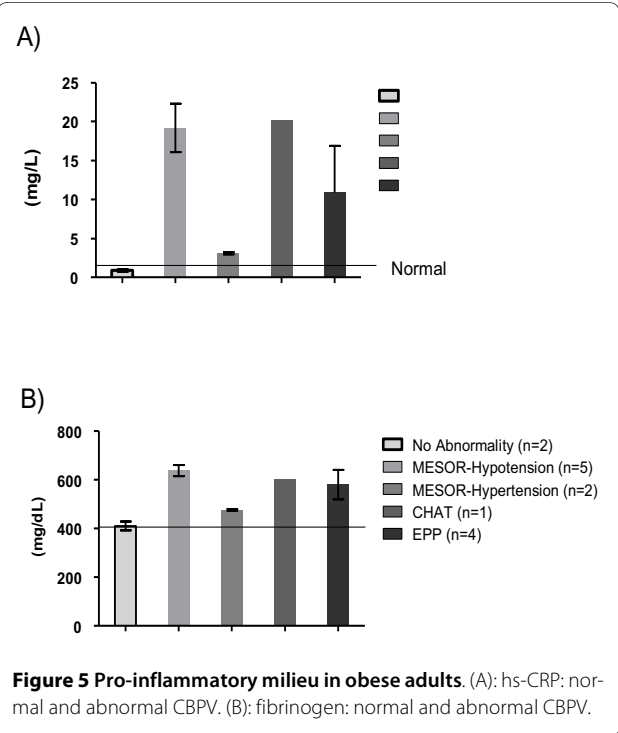 A)
25
20
15
10
5
0
(mg/L)
Normal
B)
800
600
400
200
0
(mg/dL)
No Abnormality (n=2)
MESOR-Hypotension (n=5)
MESOR-Hypertension (n=2)
CHAT (n=1)
EPP (n=4)
Figure 5 Pro-inflammatory milieu in obese adults. (A): hs-CRP: nor-
mal and abnormal CBPV. (B): fibrinogen: normal and abnormal CBPV.